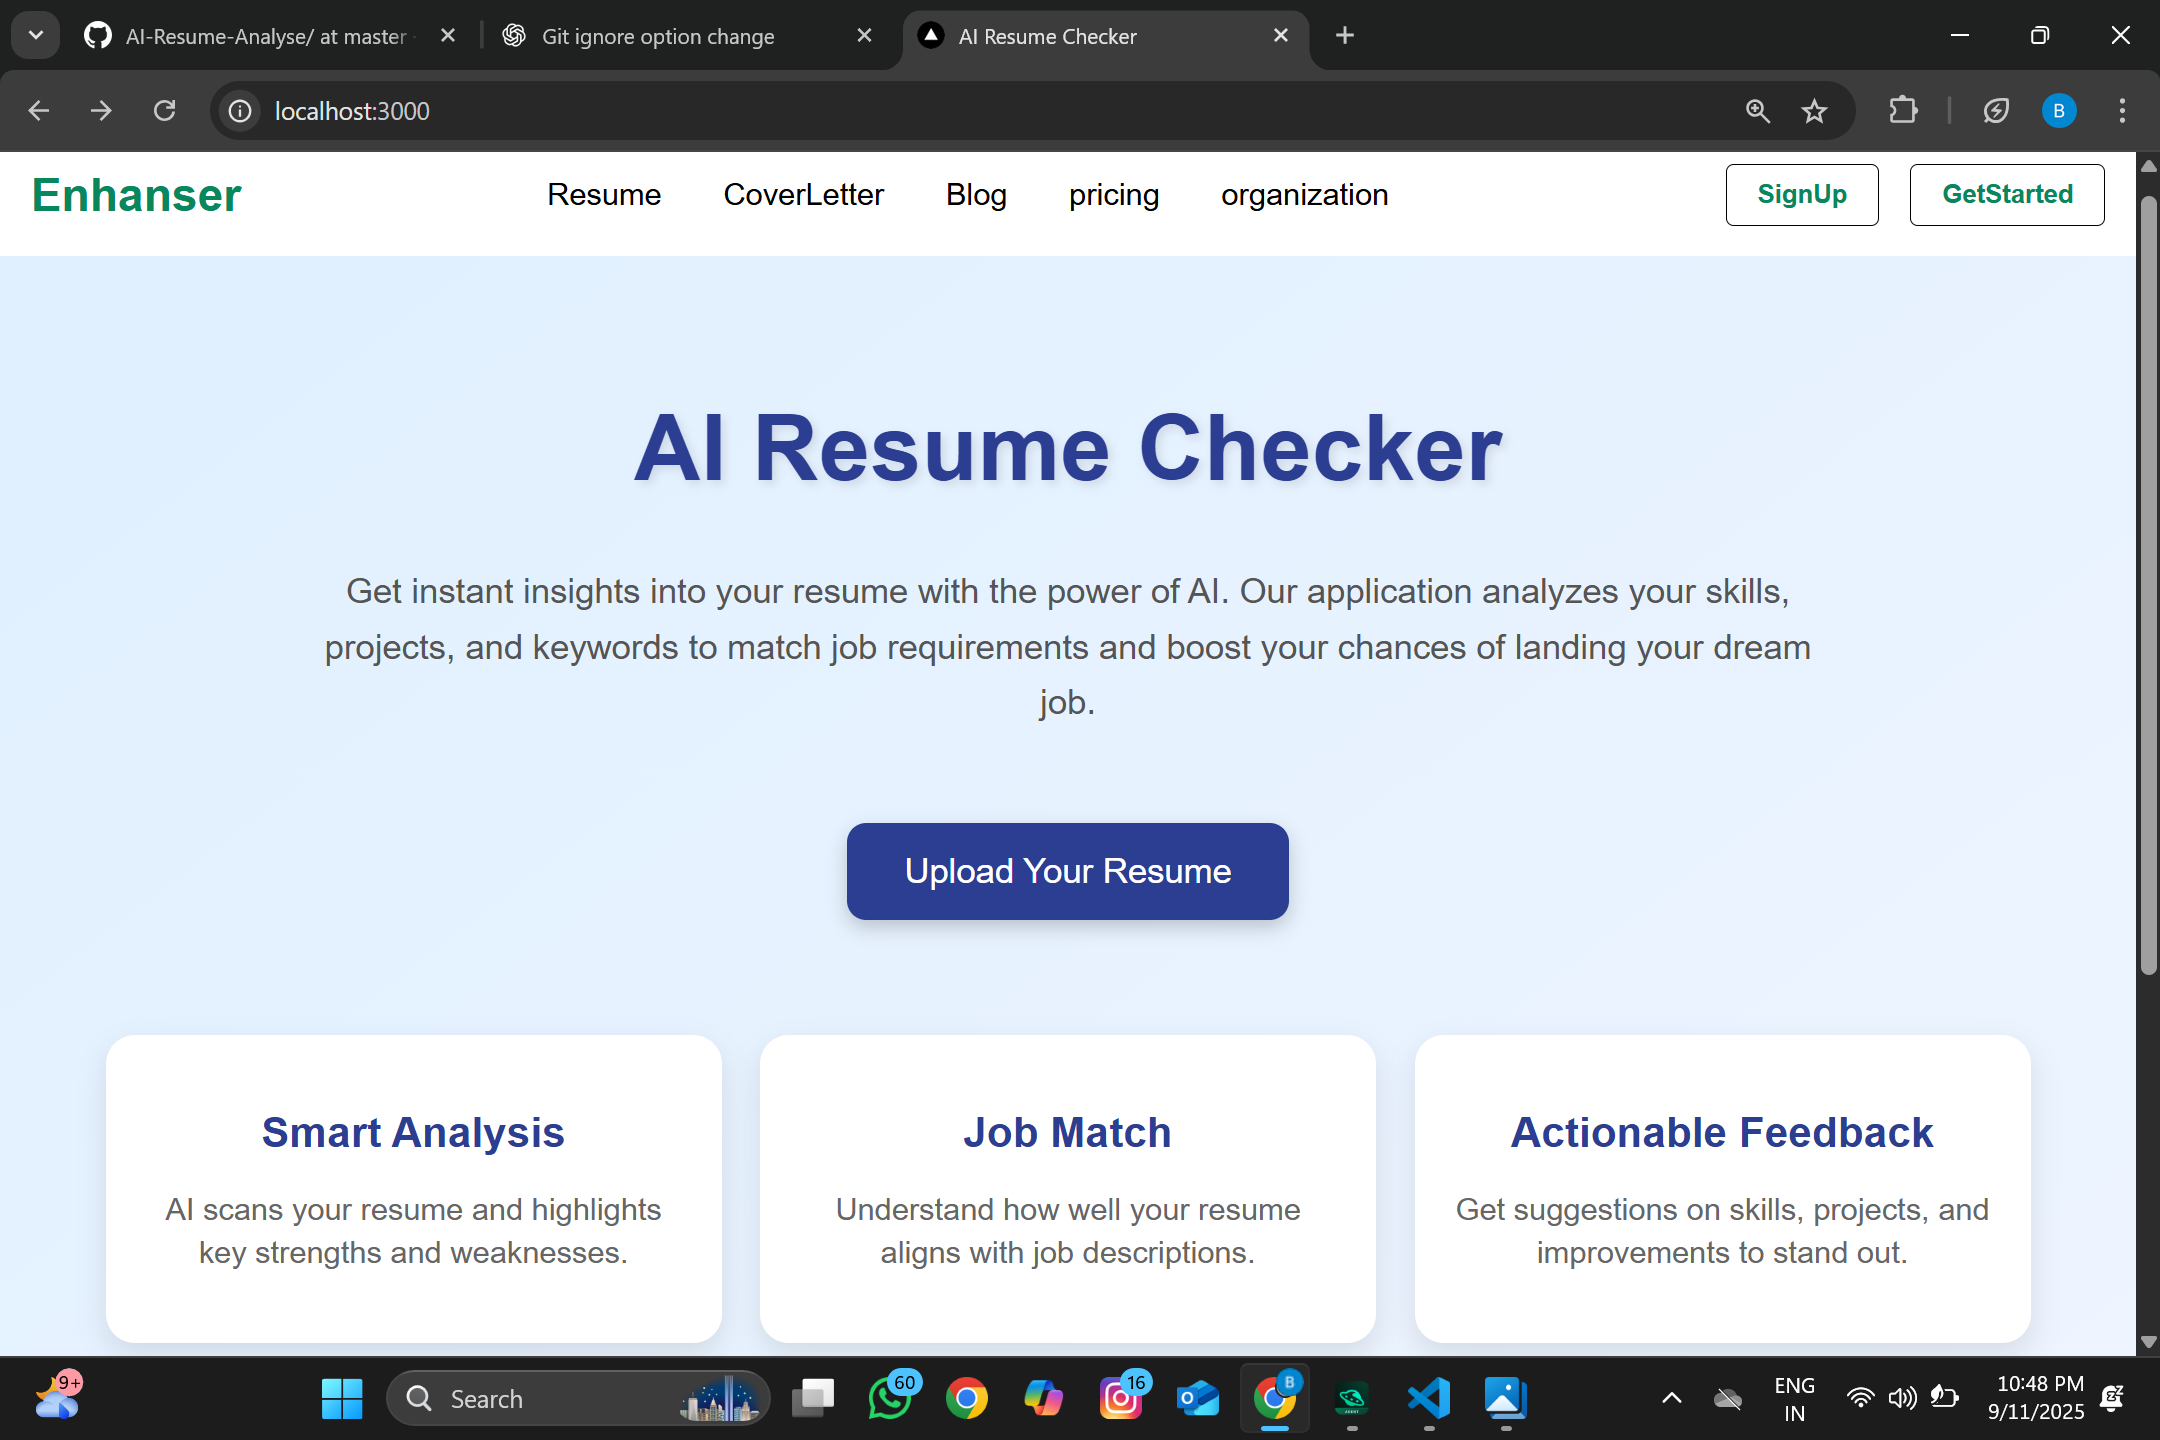 AI-Resume-Analyse/ at master
Git ignore option change
AI Resume Checker
localhost:3000
B
Enhanser
Resume
CoverLetter
Blog
pricing
organization
SignUp
GetStarted
AI Resume Checker
Get instant insights into your resume with the power of AI. Our application analyzes your skills,
projects, and keywords to match job requirements and boost your chances of landing your dream
job.
Upload Your Resume
Smart Analysis
AI scans your resume and highlights
key strengths and weaknesses.
Job Match
Understand how well your resume
aligns with job descriptions.
Actionable Feedback
Get suggestions on skills, projects, and
improvements to stand out.
9+
Search
60
16
B
ENG
IN
10:48 PM
9/11/2025